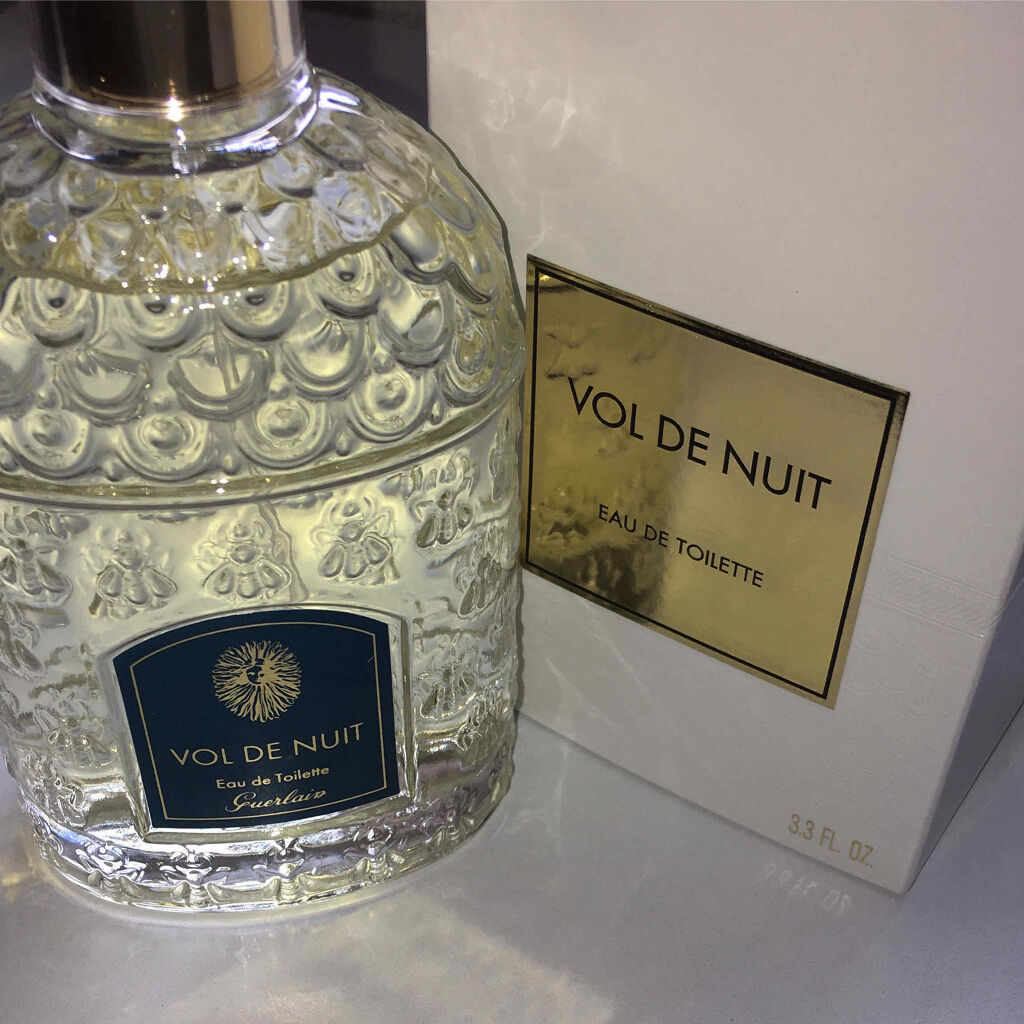 VOL DE NUIT
Eau de Toilette
Guerlain
VOL DE NUIT
EAU DE TOILETTE
3.3 FL. OZ.